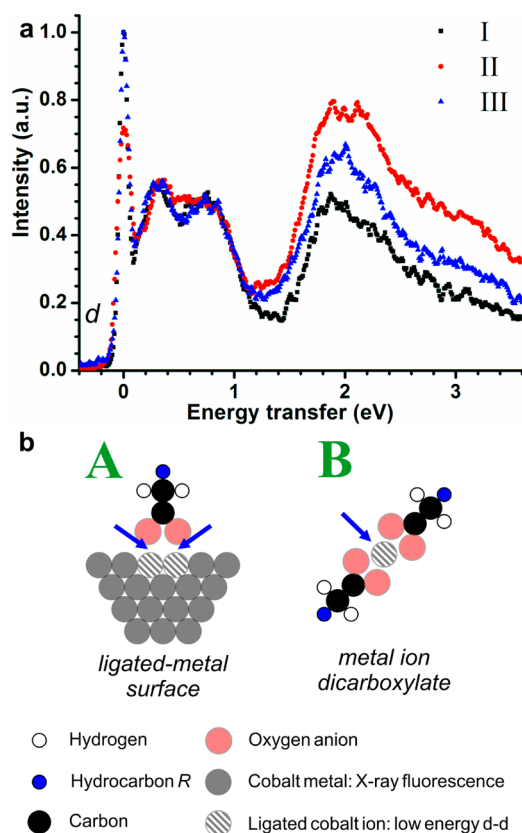 a
1.0
0.8
0.6
0.4
0.2
0.0
Intensity (a.u.)
I
II
III
d
0 1 2 3
Energy transfer (eV)
b
A B
ligated-metal
surface
metal ion
dicarboxylate
Hydrogen Oxygen anion
Hydrocarbon R Cobalt metal: X-ray fluorescence
Carbon Ligated cobalt ion: low energy d-d